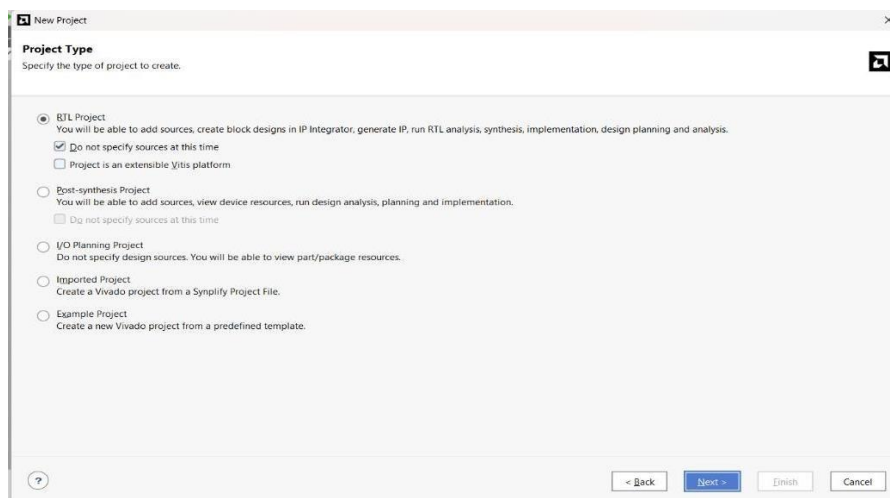 New Project
Project Type
Specify the type of project to create.
RTL Project
You will be able to add sources, create block designs in IP Integrator, generate IP, run RTL analysis, synthesis, implementation, design planning and analysis.
Do not specify sources at this time
Project is an extensible Vitis platform
Post-synthesis Project
You will be able to add sources, view device resources, run design analysis, planning and implementation.
Do not specify sources at this time
I/O Planning Project
Do not specify design sources. You will be able to view part/package resources.
Imported Project
Create a Vivado project from a Synplify Project File.
Example Project
Create a new Vivado project from a predefined template.
? < Back Next > Finish Cancel